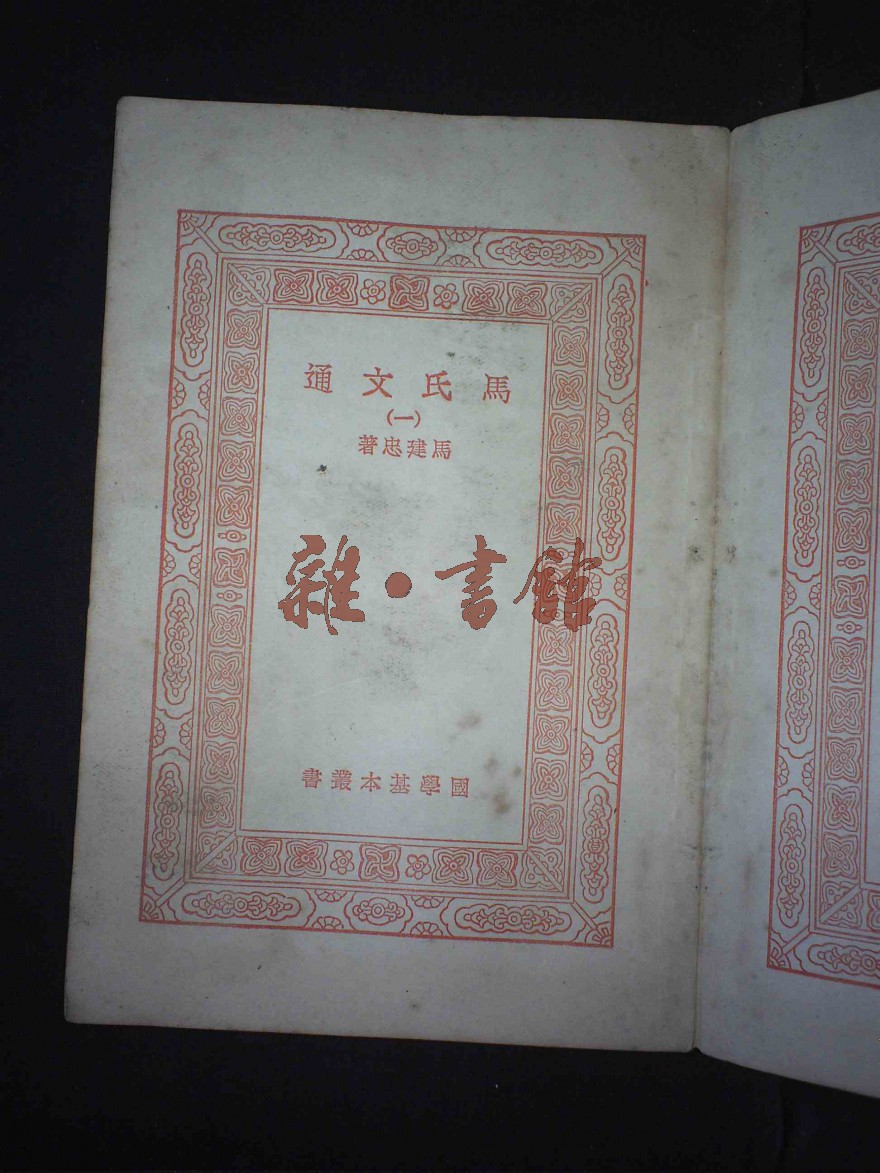 馬氏文通
(一)
馬建忠著
雜·書館
國學基本叢書